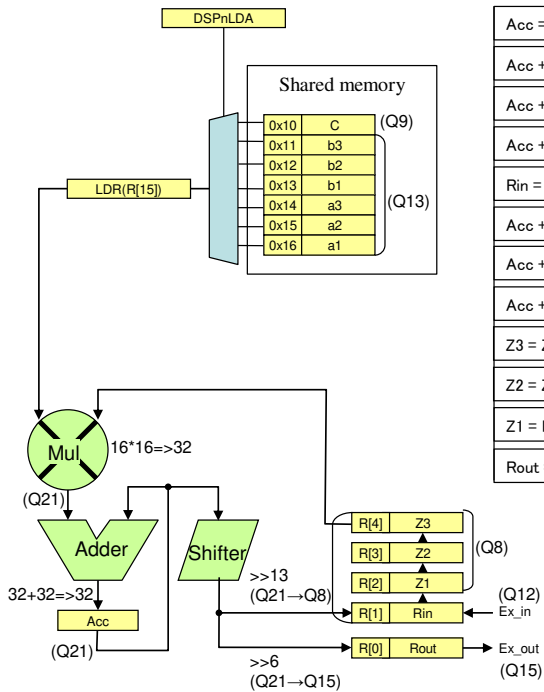 DSPnLDA
Shared memory
0x10 C (Q9)
0x11 b3
0x12 b2
0x13 b1
0x14 a3
0x15 a2
0x16 a1
(Q13)
LDR(R[15])
Acc =
Acc +
Acc +
Acc +
Rin =
Acc +
Acc +
Acc +
Z3 =
Z2 =
Z1 =
Rout
Mul
16*16=>32
(Q21)
Adder
Shifter
32+32=>32
Acc
(Q21)
>>13
(Q21→Q8)
>>6
(Q21→Q15)
R[4] Z3
R[3] Z2
R[2] Z1
R[1] Rin
R[0] Rout
(Q8)
(Q12)
Ex_in
Ex_out
(Q15)